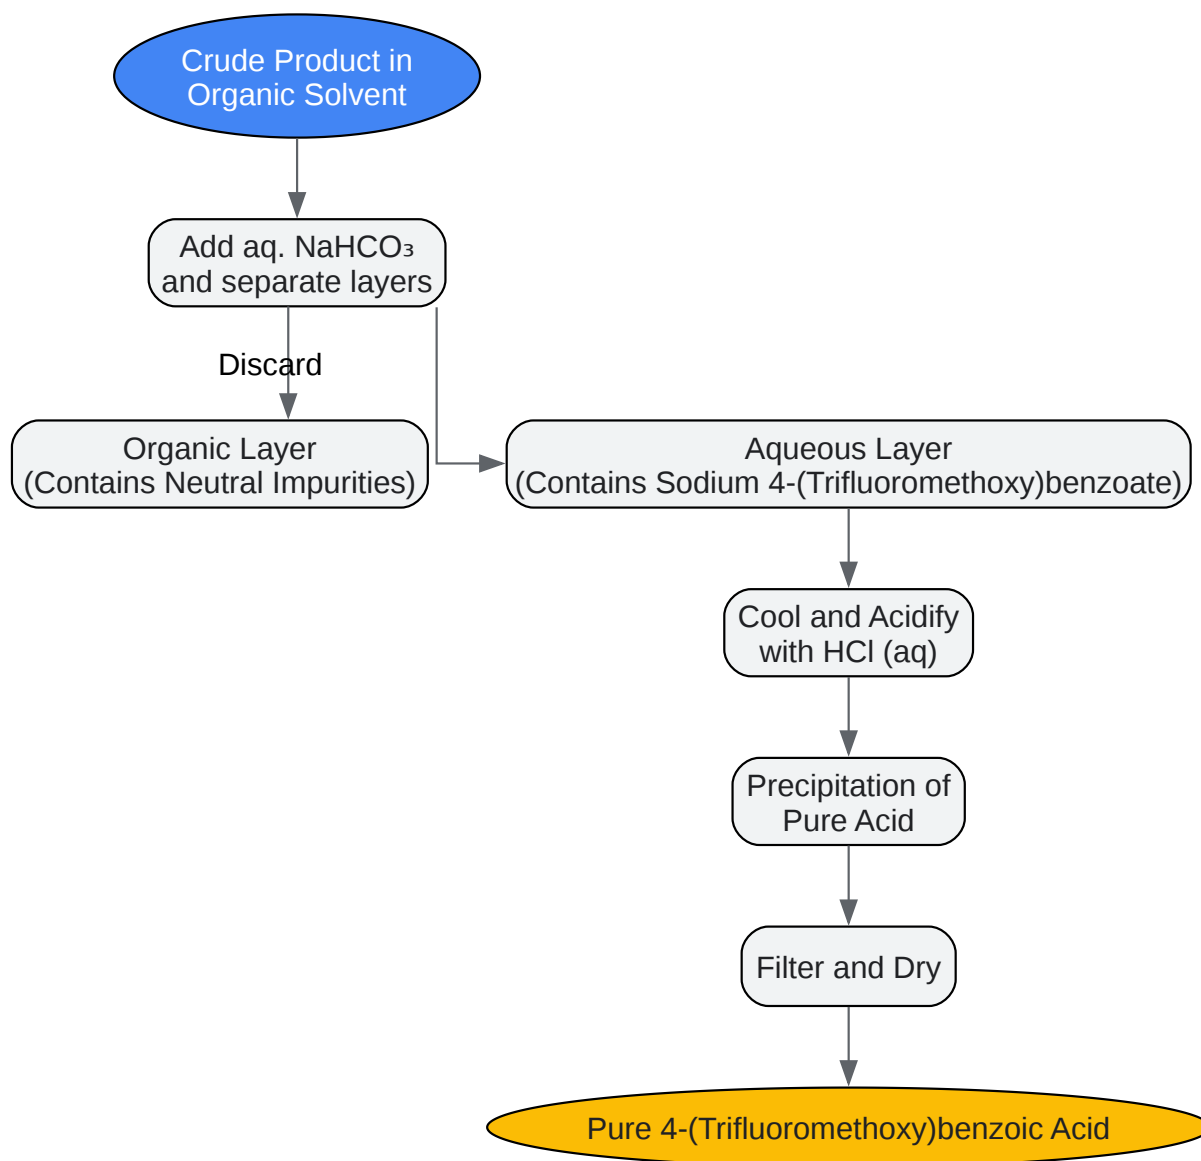 Crude Product in
Organic Solvent
Add aq. NaHCO₃
and separate layers
Discard
Organic Layer
(Contains Neutral Impurities)
Aqueous Layer
(Contains Sodium 4-(Trifluoromethoxy)benzoate)
Cool and Acidify
with HCl (aq)
Precipitation of
Pure Acid
Filter and Dry
Pure 4-(Trifluoromethoxy)benzoic Acid